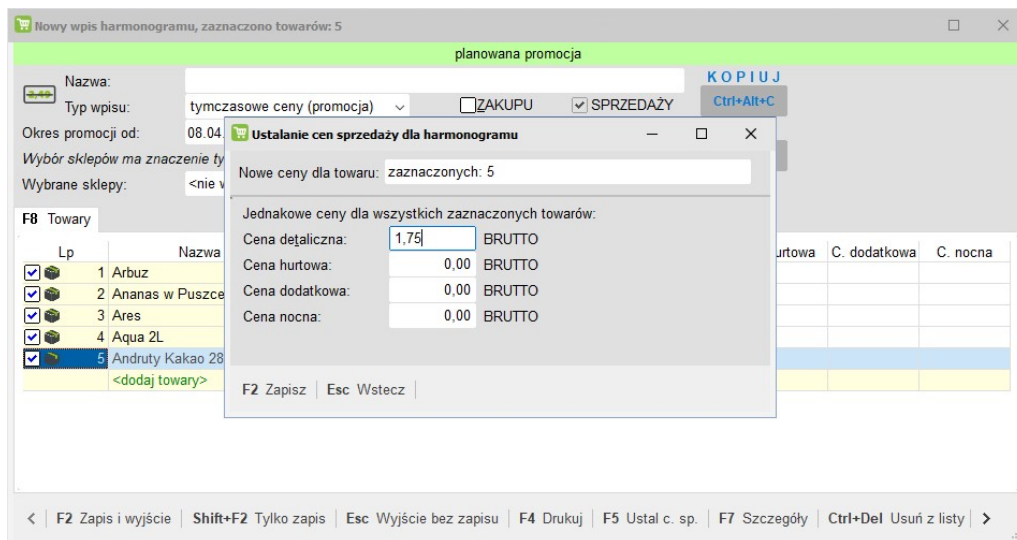 Nowy wpis harmonogramu, zaznaczono towarów: 5
planowana promocja
Nazwa:
K O P I U J
2,49
Typ wpisu: tymczasowe ceny (promocja) ZAKUPU SPRZEDAŻY Ctrl+Alt+C
Okres promocji od: 08.04.
Wybór sklepów ma znaczenie ty
Wybrane sklepy: <nie w
Ustalanie cen sprzedaży dla harmonogramu
Nowe ceny dla towaru: zaznaczonych: 5
Jednakowe ceny dla wszystkich zaznaczonych towarów:
Cena detaliczna: 1,75 BRUTTO
Cena hurtowa: 0,00 BRUTTO
Cena dodatkowa: 0,00 BRUTTO
Cena nocna: 0,00 BRUTTO
F2 Zapisz Esc Wstecz
F8 Towary
Lp Nazwa urtowa C. dodatkowa C. nocna
1 Arbuz
2 Ananas w Puszce
3 Ares
4 Aqua 2L
5 Andruty Kakao 28
<dodaj towary>
F2 Zapis i wyjście Shift+F2 Tylko zapis Esc Wyjście bez zapisu F4 Drukuj F5 Ustal c. sp. F7 Szczegóły Ctrl+Del Usuń z listy